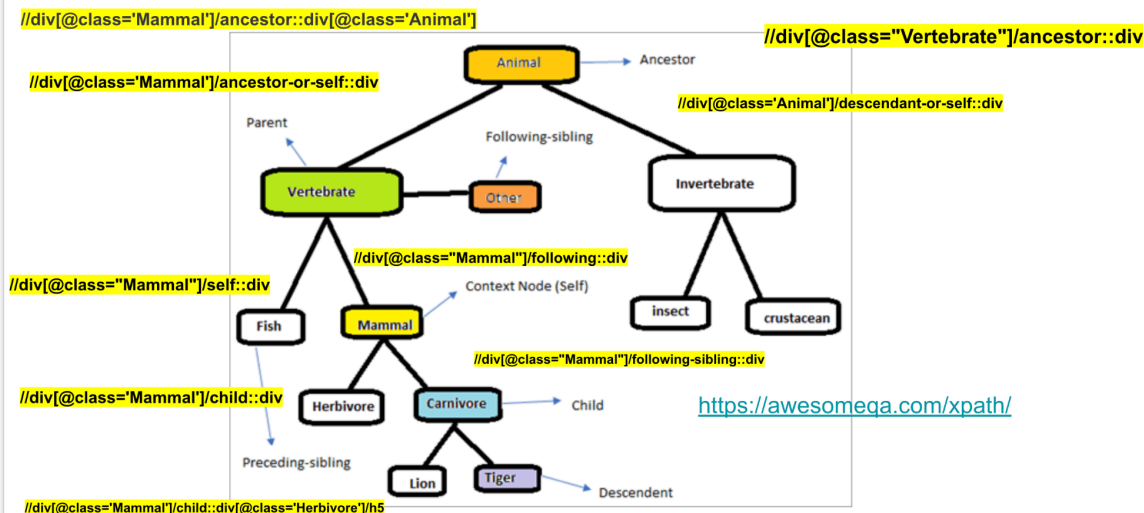 //div[@class='Mammal']/ancestor::div[@class='Animal']
//div[@class="Vertebrate"]/ancestor::div
Animal
Ancestor
//div[@class='Mammal']/ancestor-or-self::div
//div[@class='Animal']/descendant-or-self::div
Parent
Following-sibling
Vertebrate
Other
Invertebrate
//div[@class="Mammal"]/following::div
//div[@class="Mammal"]/self::div
Context Node (Self)
Fish
Mammal
insect
crustacean
//div[@class="Mammal"]/following-sibling::div
//div[@class='Mammal']/child::div
Herbivore
Carnivore
Child
https://awesomeqa.com/xpath/
Preceding-sibling
Lion
Tiger
Descendent
//div[@class='Mammal']/child::div[@class='Herbivore']/h5